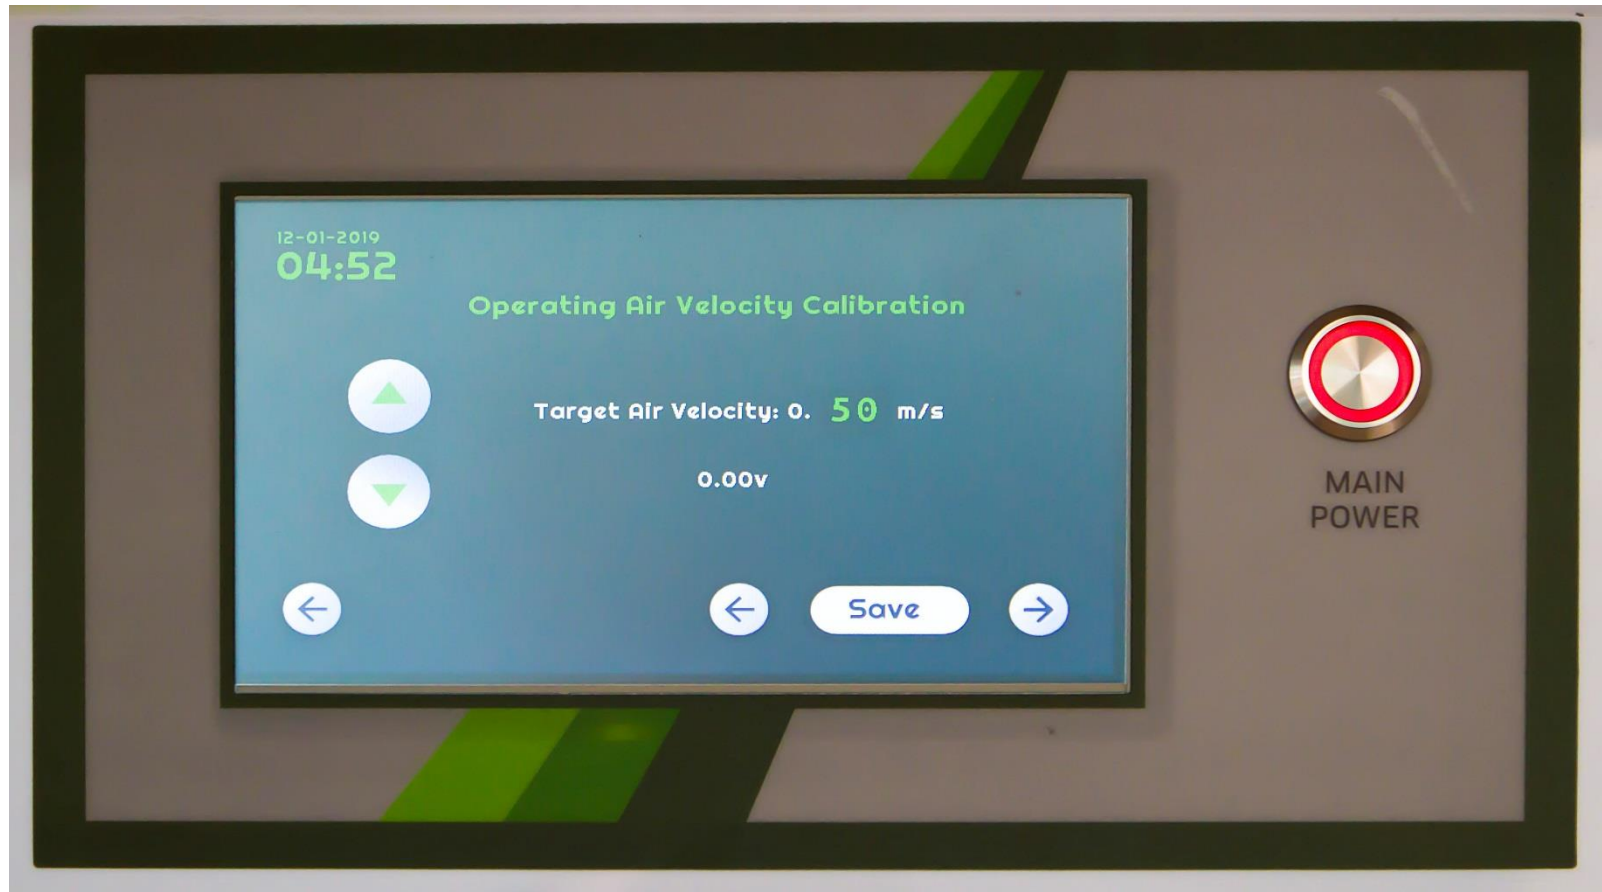 12-01-2019
04:52
Operating Air Velocity Calibration
Target Air Velocity: 0. 50 m/s
0.00v
Save
MAIN
POWER